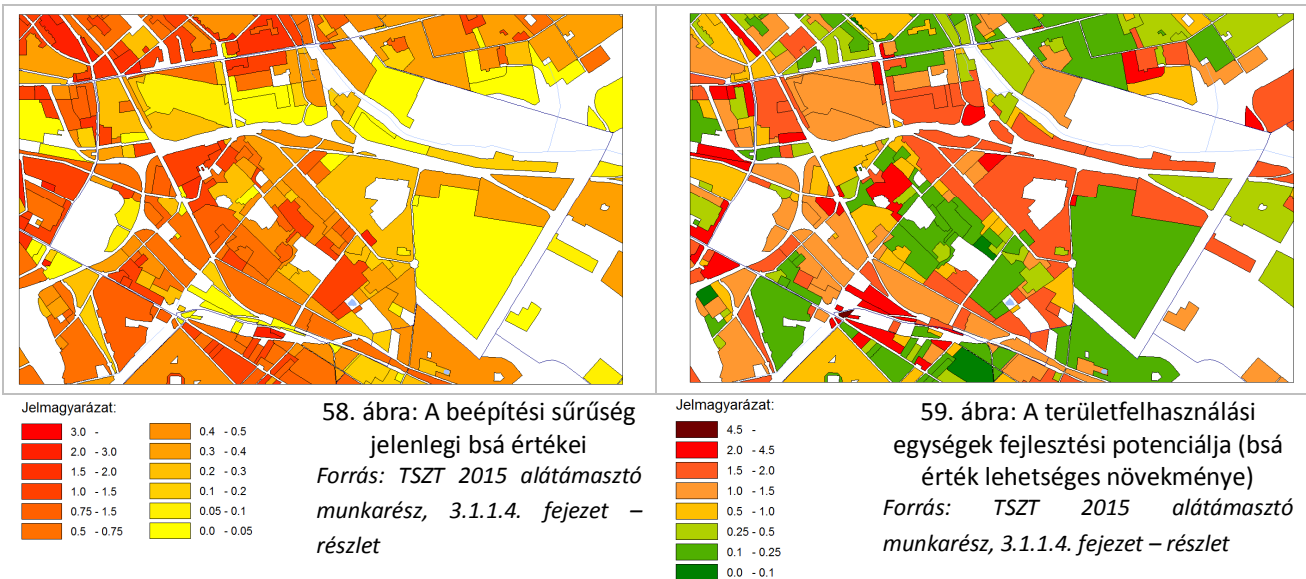 Jelmagyarázat:
3.0 -
2.0 - 3.0
1.5 - 2.0
1.0 - 1.5
0.75 - 1.5
0.5 - 0.75
0.4 - 0.5
0.3 - 0.4
0.2 - 0.3
0.1 - 0.2
0.05 - 0.1
0.0 - 0.05
58. ábra: A beépítési sűrűség
jelenlegi bsá értékei
Forrás: TSZT 2015 alátámasztó
munkarész, 3.1.1.4. fejezet –
részlet
Jelmagyarázat:
4.5 -
2.0 - 4.5
1.5 - 2.0
1.0 - 1.5
0.5 - 1.0
0.25 - 0.5
0.1 - 0.25
0.0 - 0.1
59. ábra: A területfelhasználási
egységek fejlesztési potenciálja (bsá
érték lehetséges növekménye)
Forrás: TSZT 2015 alátámasztó
munkarész, 3.1.1.4. fejezet – részlet